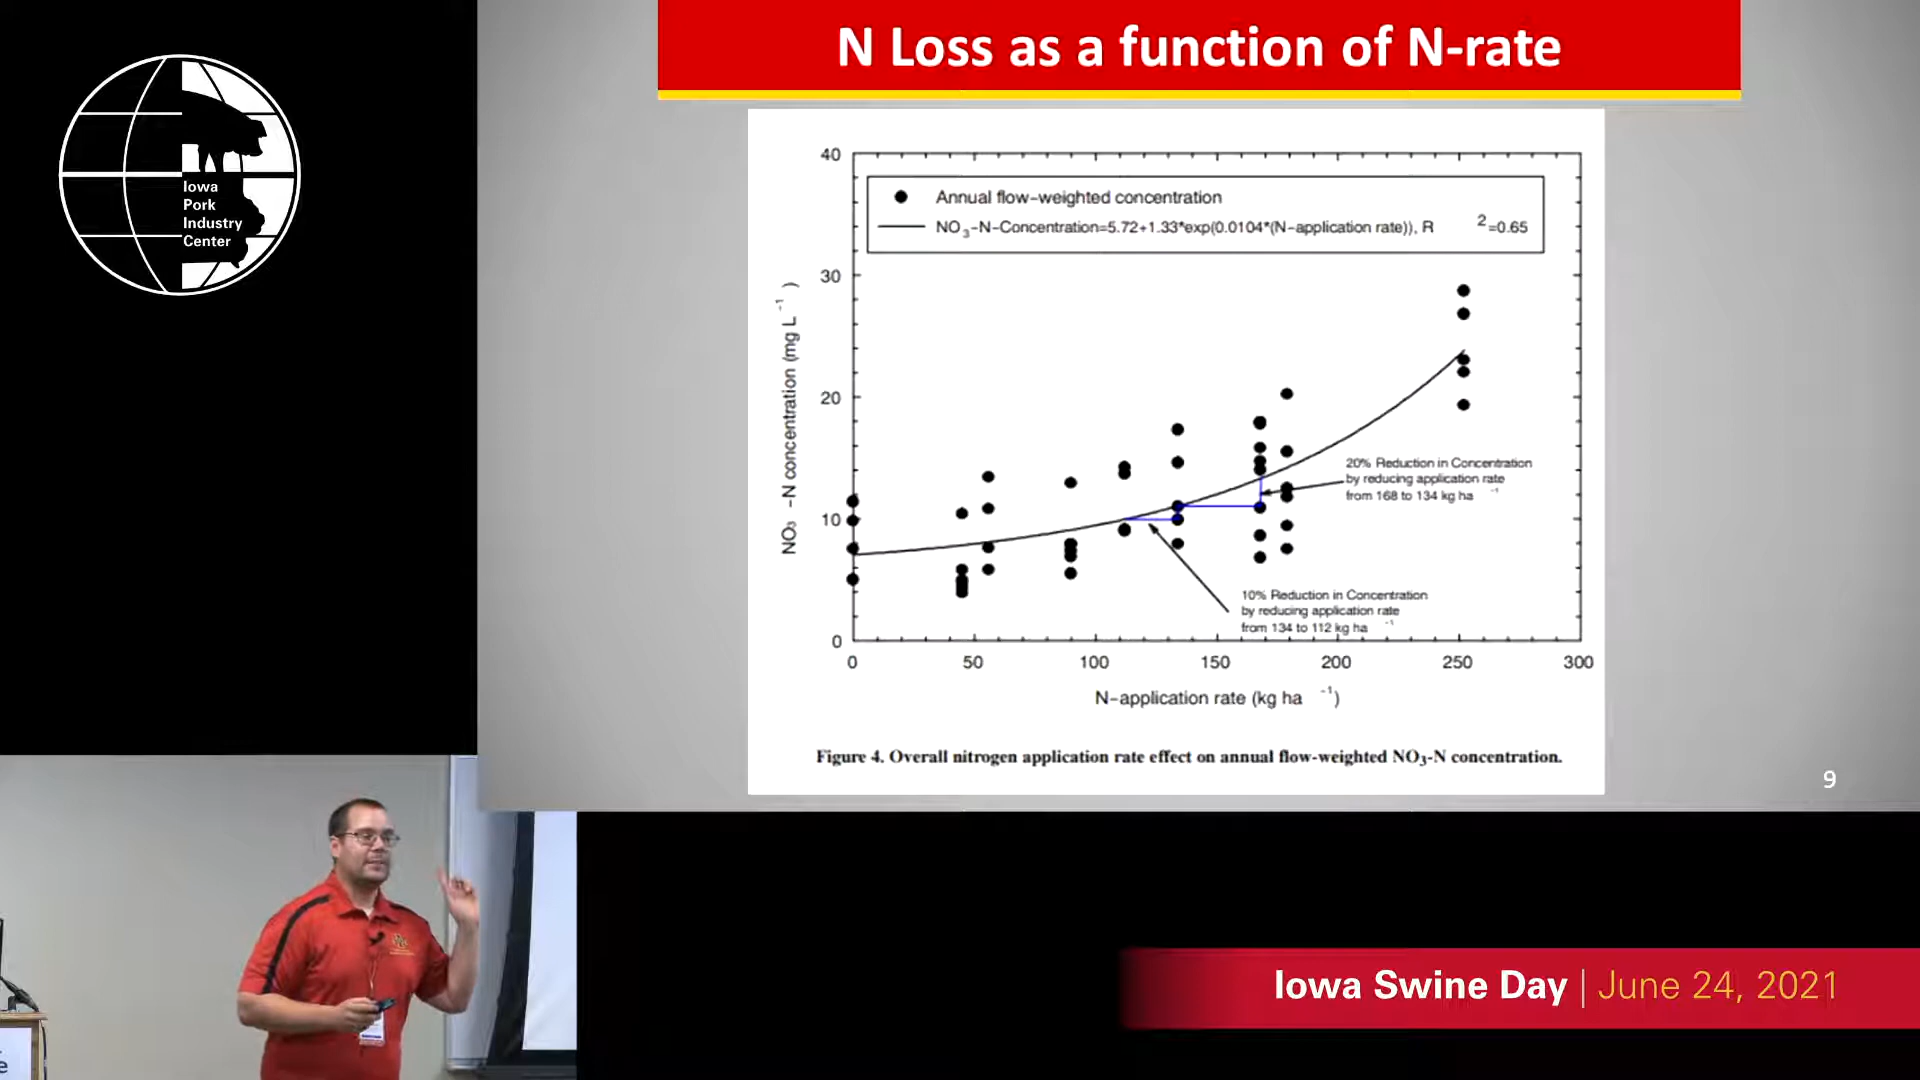 Iowa
Pork
Industry
Center
N Loss as a function of N-rate
40
30
20
10
0
NO₃ -N concentration (mg L ⁻¹ )
Annual flow-weighted concentration
NO₃-N-Concentration=5.72+1.33*exp(0.0104*(N-application rate)), R ²=0.65
20% Reduction in Concentration
by reducing application rate
from 168 to 134 kg ha ⁻¹
10% Reduction in Concentration
by reducing application rate
from 134 to 112 kg ha ⁻¹
0 50 100 150 200 250 300
N-application rate (kg ha ⁻¹)
Figure 4. Overall nitrogen application rate effect on annual flow-weighted NO₃-N concentration.
9
Iowa Swine Day | June 24, 2021